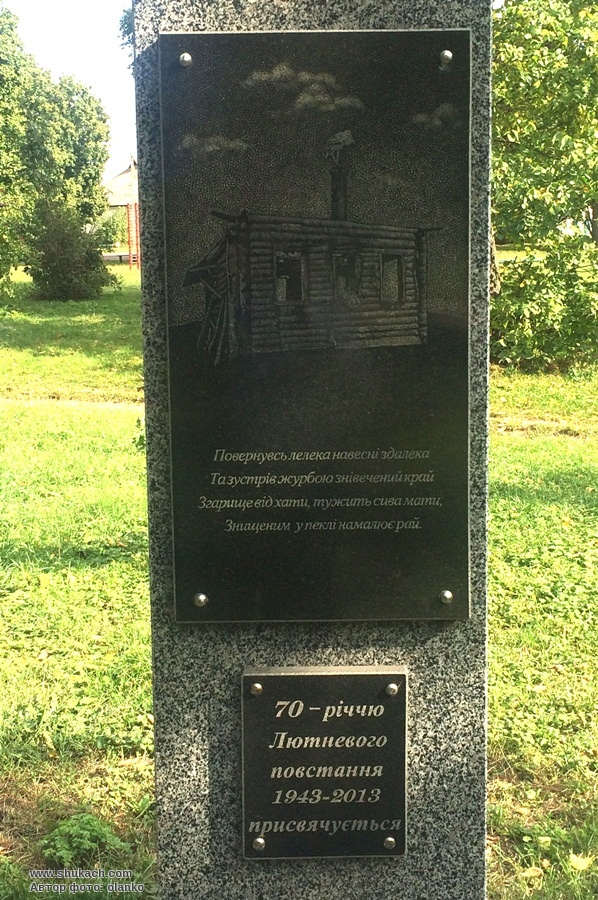 Повернувсь лелека навесні здалека
Та зустрів журбою знівечений край
Згарище від хати, тужить сива мати,
Знищеним у пеклі намалює рай.
70 – річчю
Лютневого
повстання
1943-2013
присвячується
www.shukach.com
Автор фото: olanko